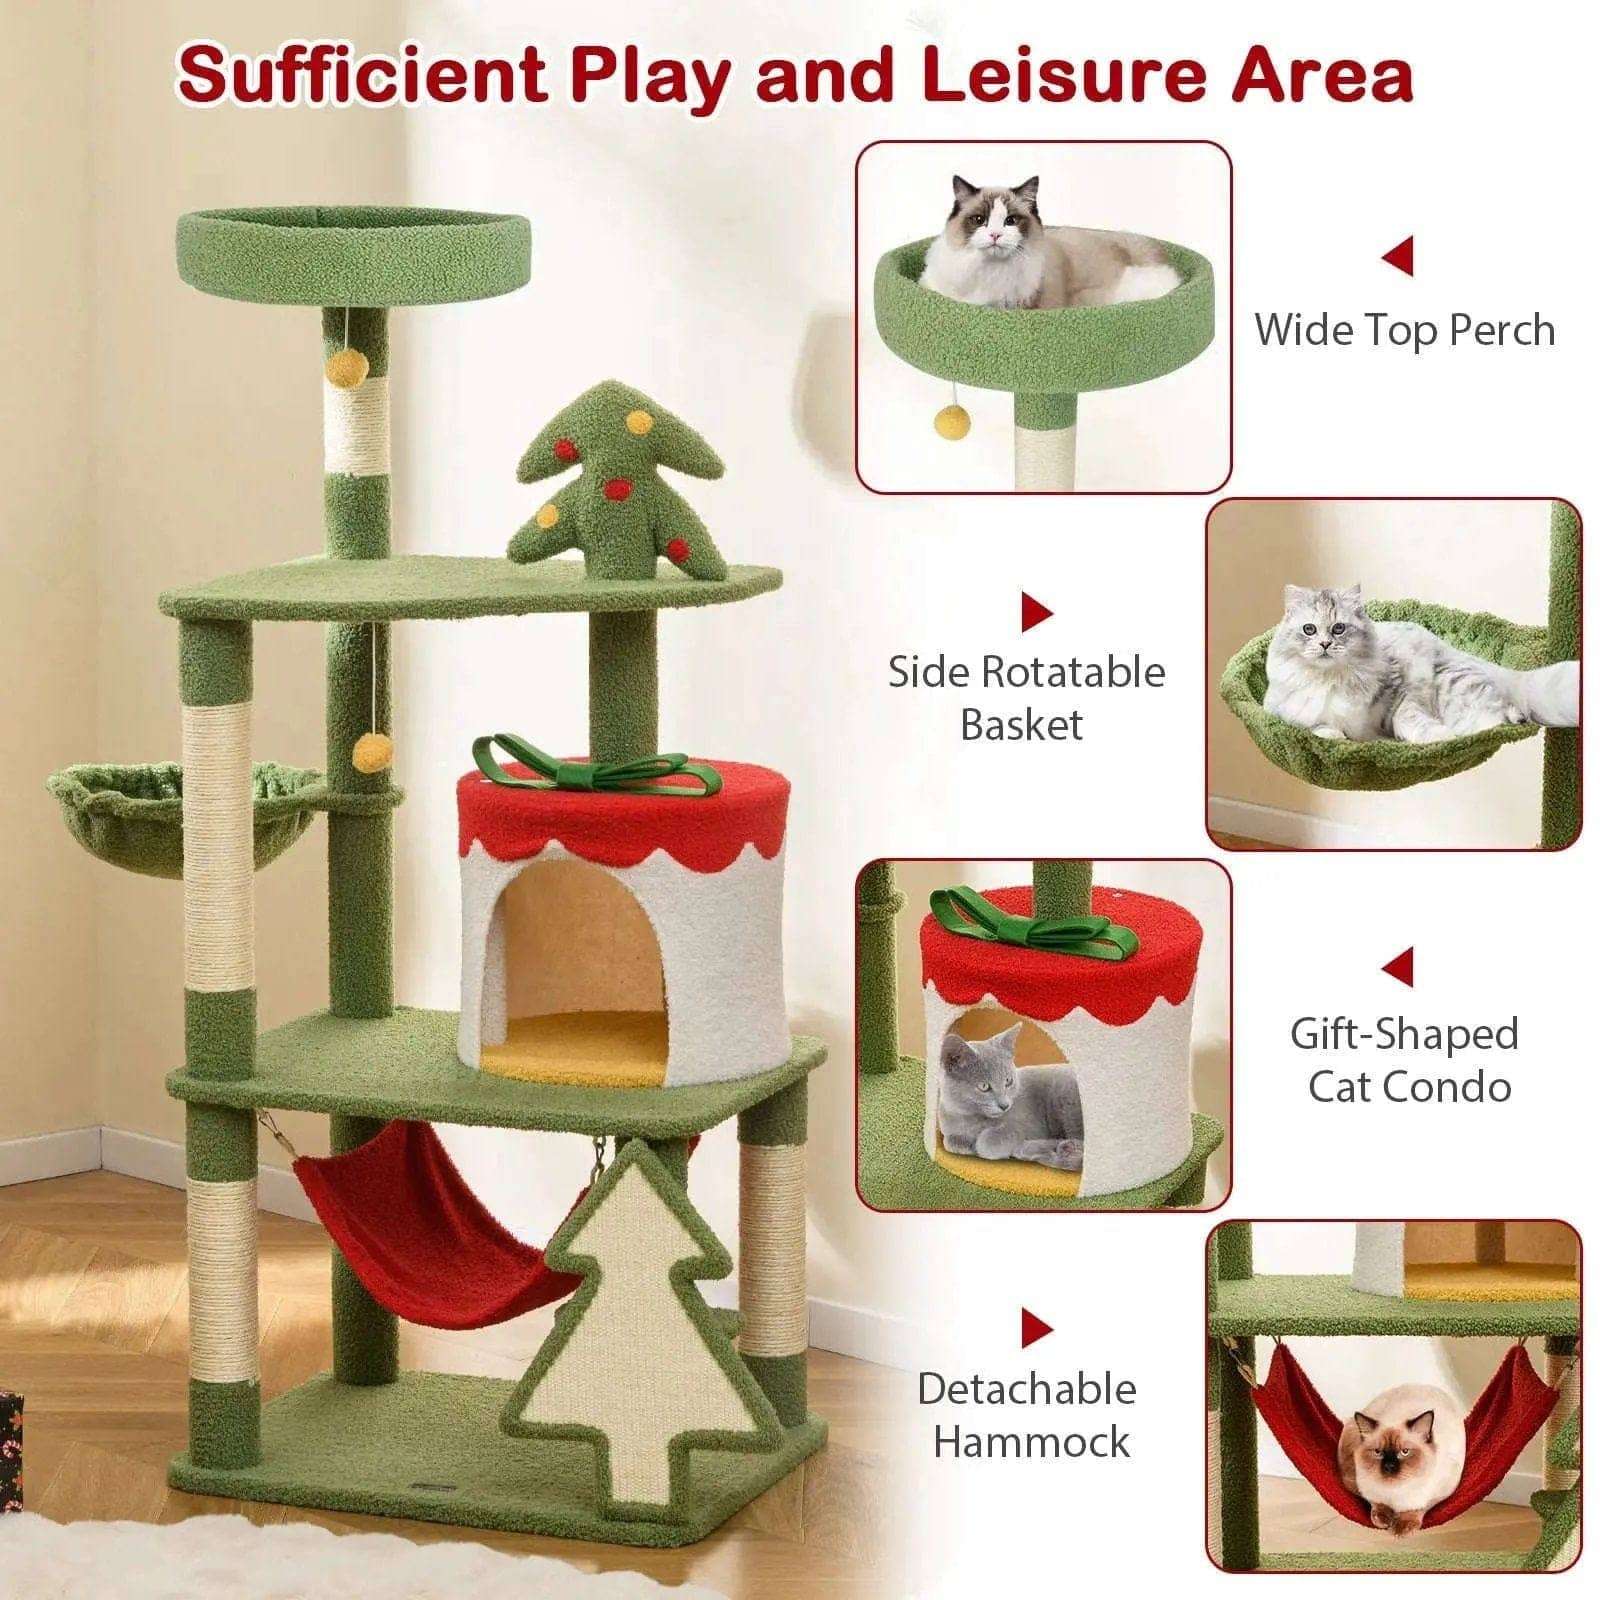 Sufficient Play and Leisure Area
Wide Top Perch
Side Rotatable
Basket
Gift-Shaped
Cat Condo
Detachable
Hammock